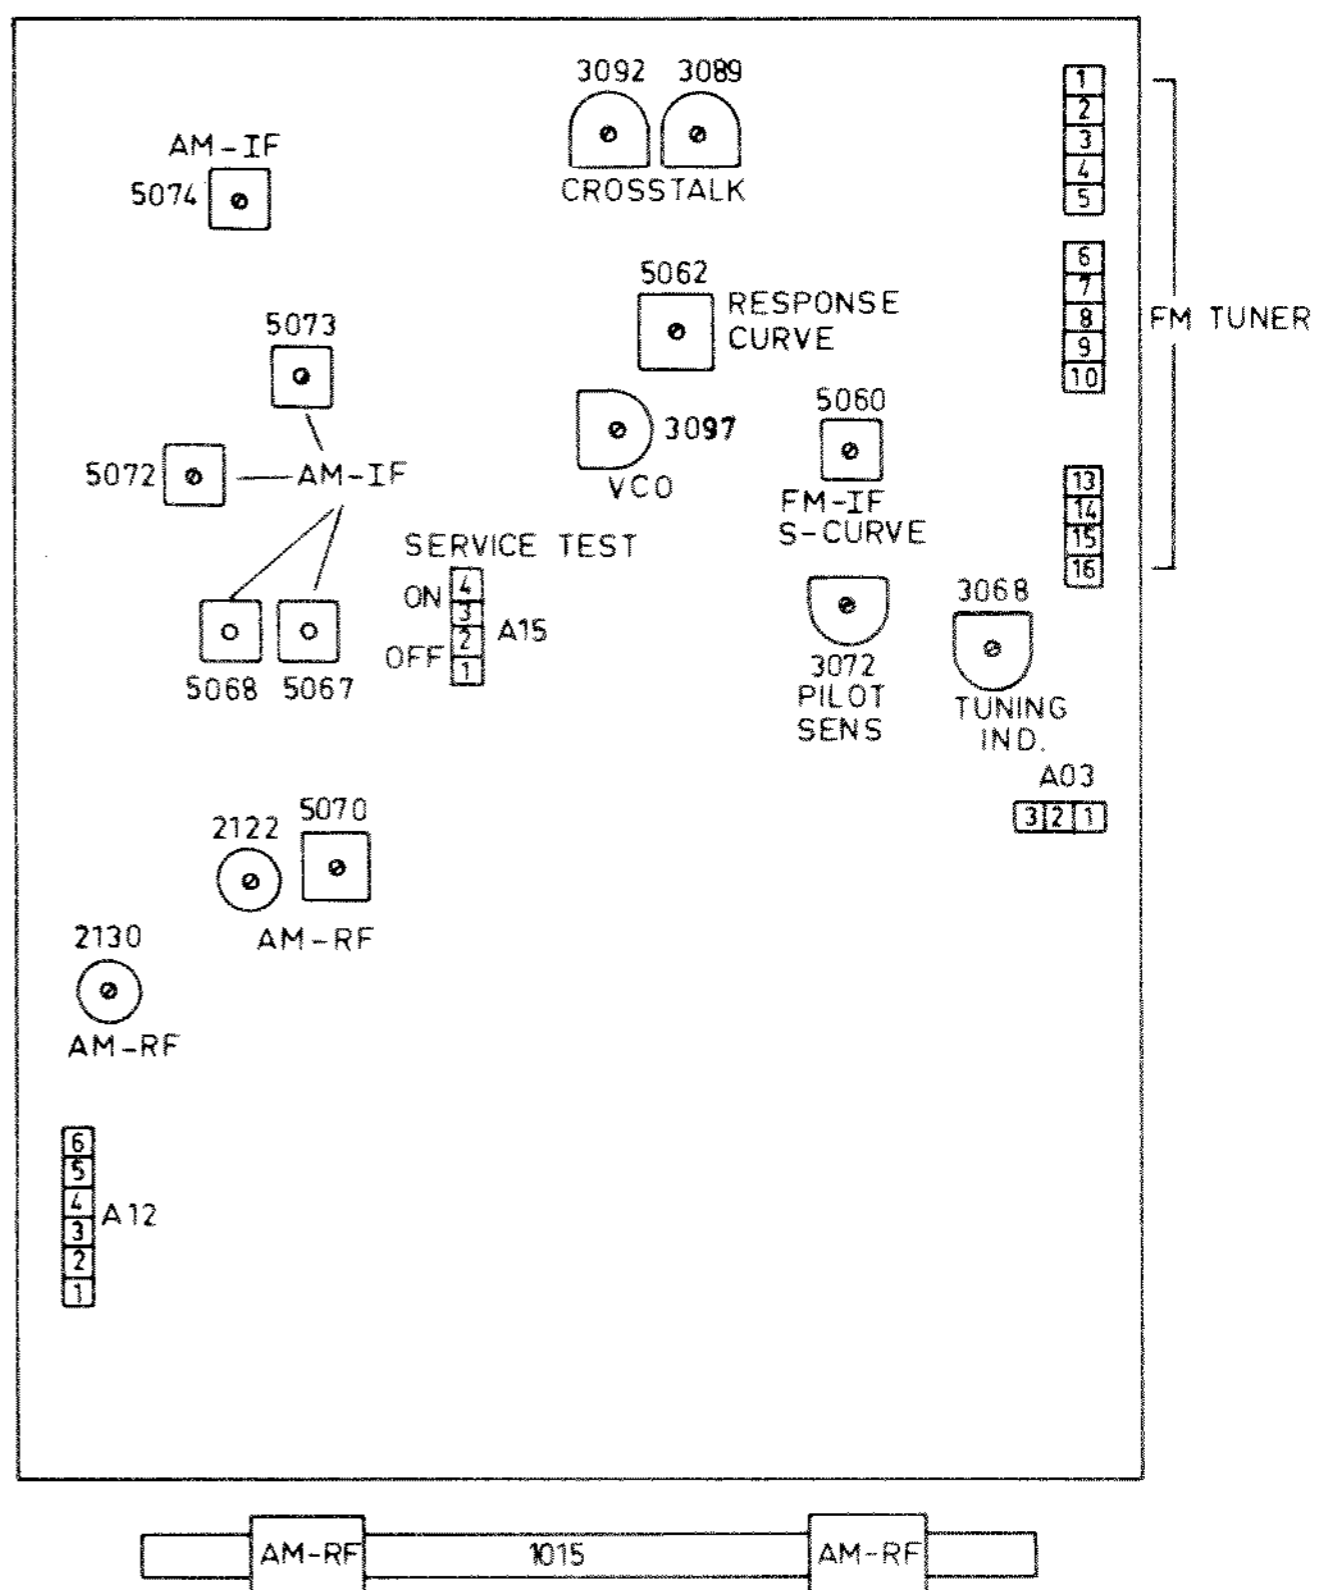 3092 3089
CROSSTALK
AM-IF
5074
1
2
3
4
5
6
7
8
9
10
FM TUNER
13
14
15
16
5062
RESPONSE
CURVE
5073
5072
AM-IF
3097
VCO
5060
FM-IF
S-CURVE
SERVICE TEST
ON
OFF
4
3
2
1
A15
5068 5067
3072
PILOT
SENS
3068
TUNING
IND.
A03
3 2 1
5070
2122
AM-RF
2130
AM-RF
6
5
4
3
2
1
A12
AM-RF 1015 AM-RF